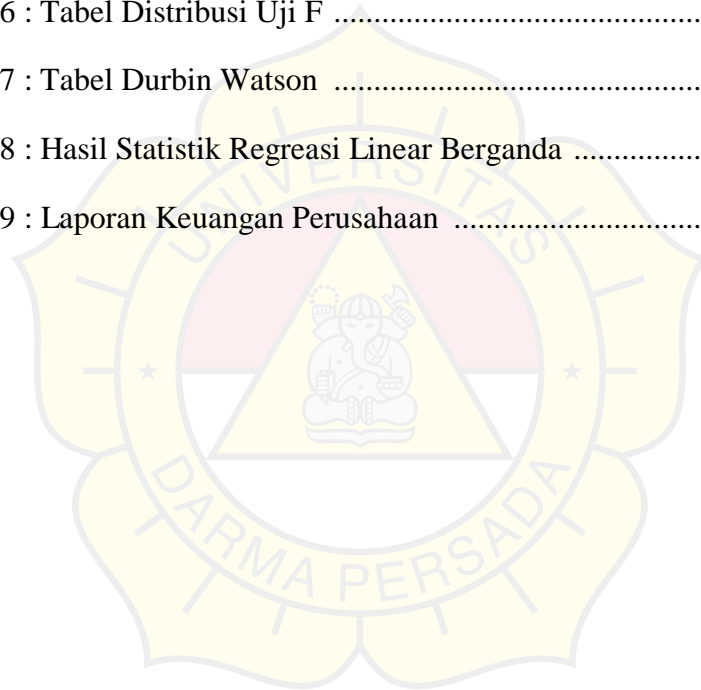 6 : Tabel Distribusi Uji F ..............................................
7 : Tabel Durbin Watson ..............................................
8 : Hasil Statistik Regreasi Linear Berganda ................
9 : Laporan Keuangan Perusahaan ...............................
UNIVERSITAS
DARMA PERSADA